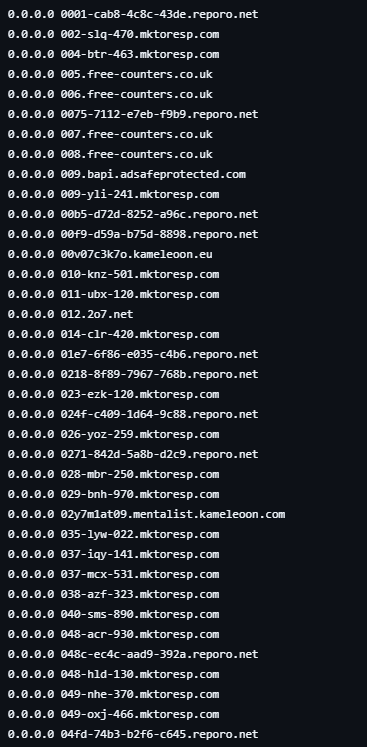 0.0.0.0 0001-cab8-4c8c-43de.reporo.net
0.0.0.0 002-slq-470.mktoresp.com
0.0.0.0 004-btr-463.mktoresp.com
0.0.0.0 005.free-counters.co.uk
0.0.0.0 006.free-counters.co.uk
0.0.0.0 0075-7112-e7eb-f9b9.reporo.net
0.0.0.0 007.free-counters.co.uk
0.0.0.0 008.free-counters.co.uk
0.0.0.0 009.bapi.adsafeprotected.com
0.0.0.0 009-yli-241.mktoresp.com
0.0.0.0 00b5-d72d-8252-a96c.reporo.net
0.0.0.0 00f9-d59a-b75d-8898.reporo.net
0.0.0.0 00v07c3k7o.kameleoon.eu
0.0.0.0 010-knz-501.mktoresp.com
0.0.0.0 011-ubx-120.mktoresp.com
0.0.0.0 012.2o7.net
0.0.0.0 014-clr-420.mktoresp.com
0.0.0.0 01e7-6f86-e035-c4b6.reporo.net
0.0.0.0 0218-8f89-7967-768b.reporo.net
0.0.0.0 023-ezk-120.mktoresp.com
0.0.0.0 024f-c409-1d64-9c88.reporo.net
0.0.0.0 026-yoz-259.mktoresp.com
0.0.0.0 0271-842d-5a8b-d2c9.reporo.net
0.0.0.0 028-mbr-250.mktoresp.com
0.0.0.0 029-bnh-970.mktoresp.com
0.0.0.0 02y7m1at09.mentalist.kameleoon.com
0.0.0.0 035-lyw-022.mktoresp.com
0.0.0.0 037-iqy-141.mktoresp.com
0.0.0.0 037-mcx-531.mktoresp.com
0.0.0.0 038-azf-323.mktoresp.com
0.0.0.0 040-sms-890.mktoresp.com
0.0.0.0 048-acr-930.mktoresp.com
0.0.0.0 048c-ec4c-aad9-392a.reporo.net
0.0.0.0 048-hld-130.mktoresp.com
0.0.0.0 049-nhe-370.mktoresp.com
0.0.0.0 049-oxj-466.mktoresp.com
0.0.0.0 04fd-74b3-b2f6-c645.reporo.net